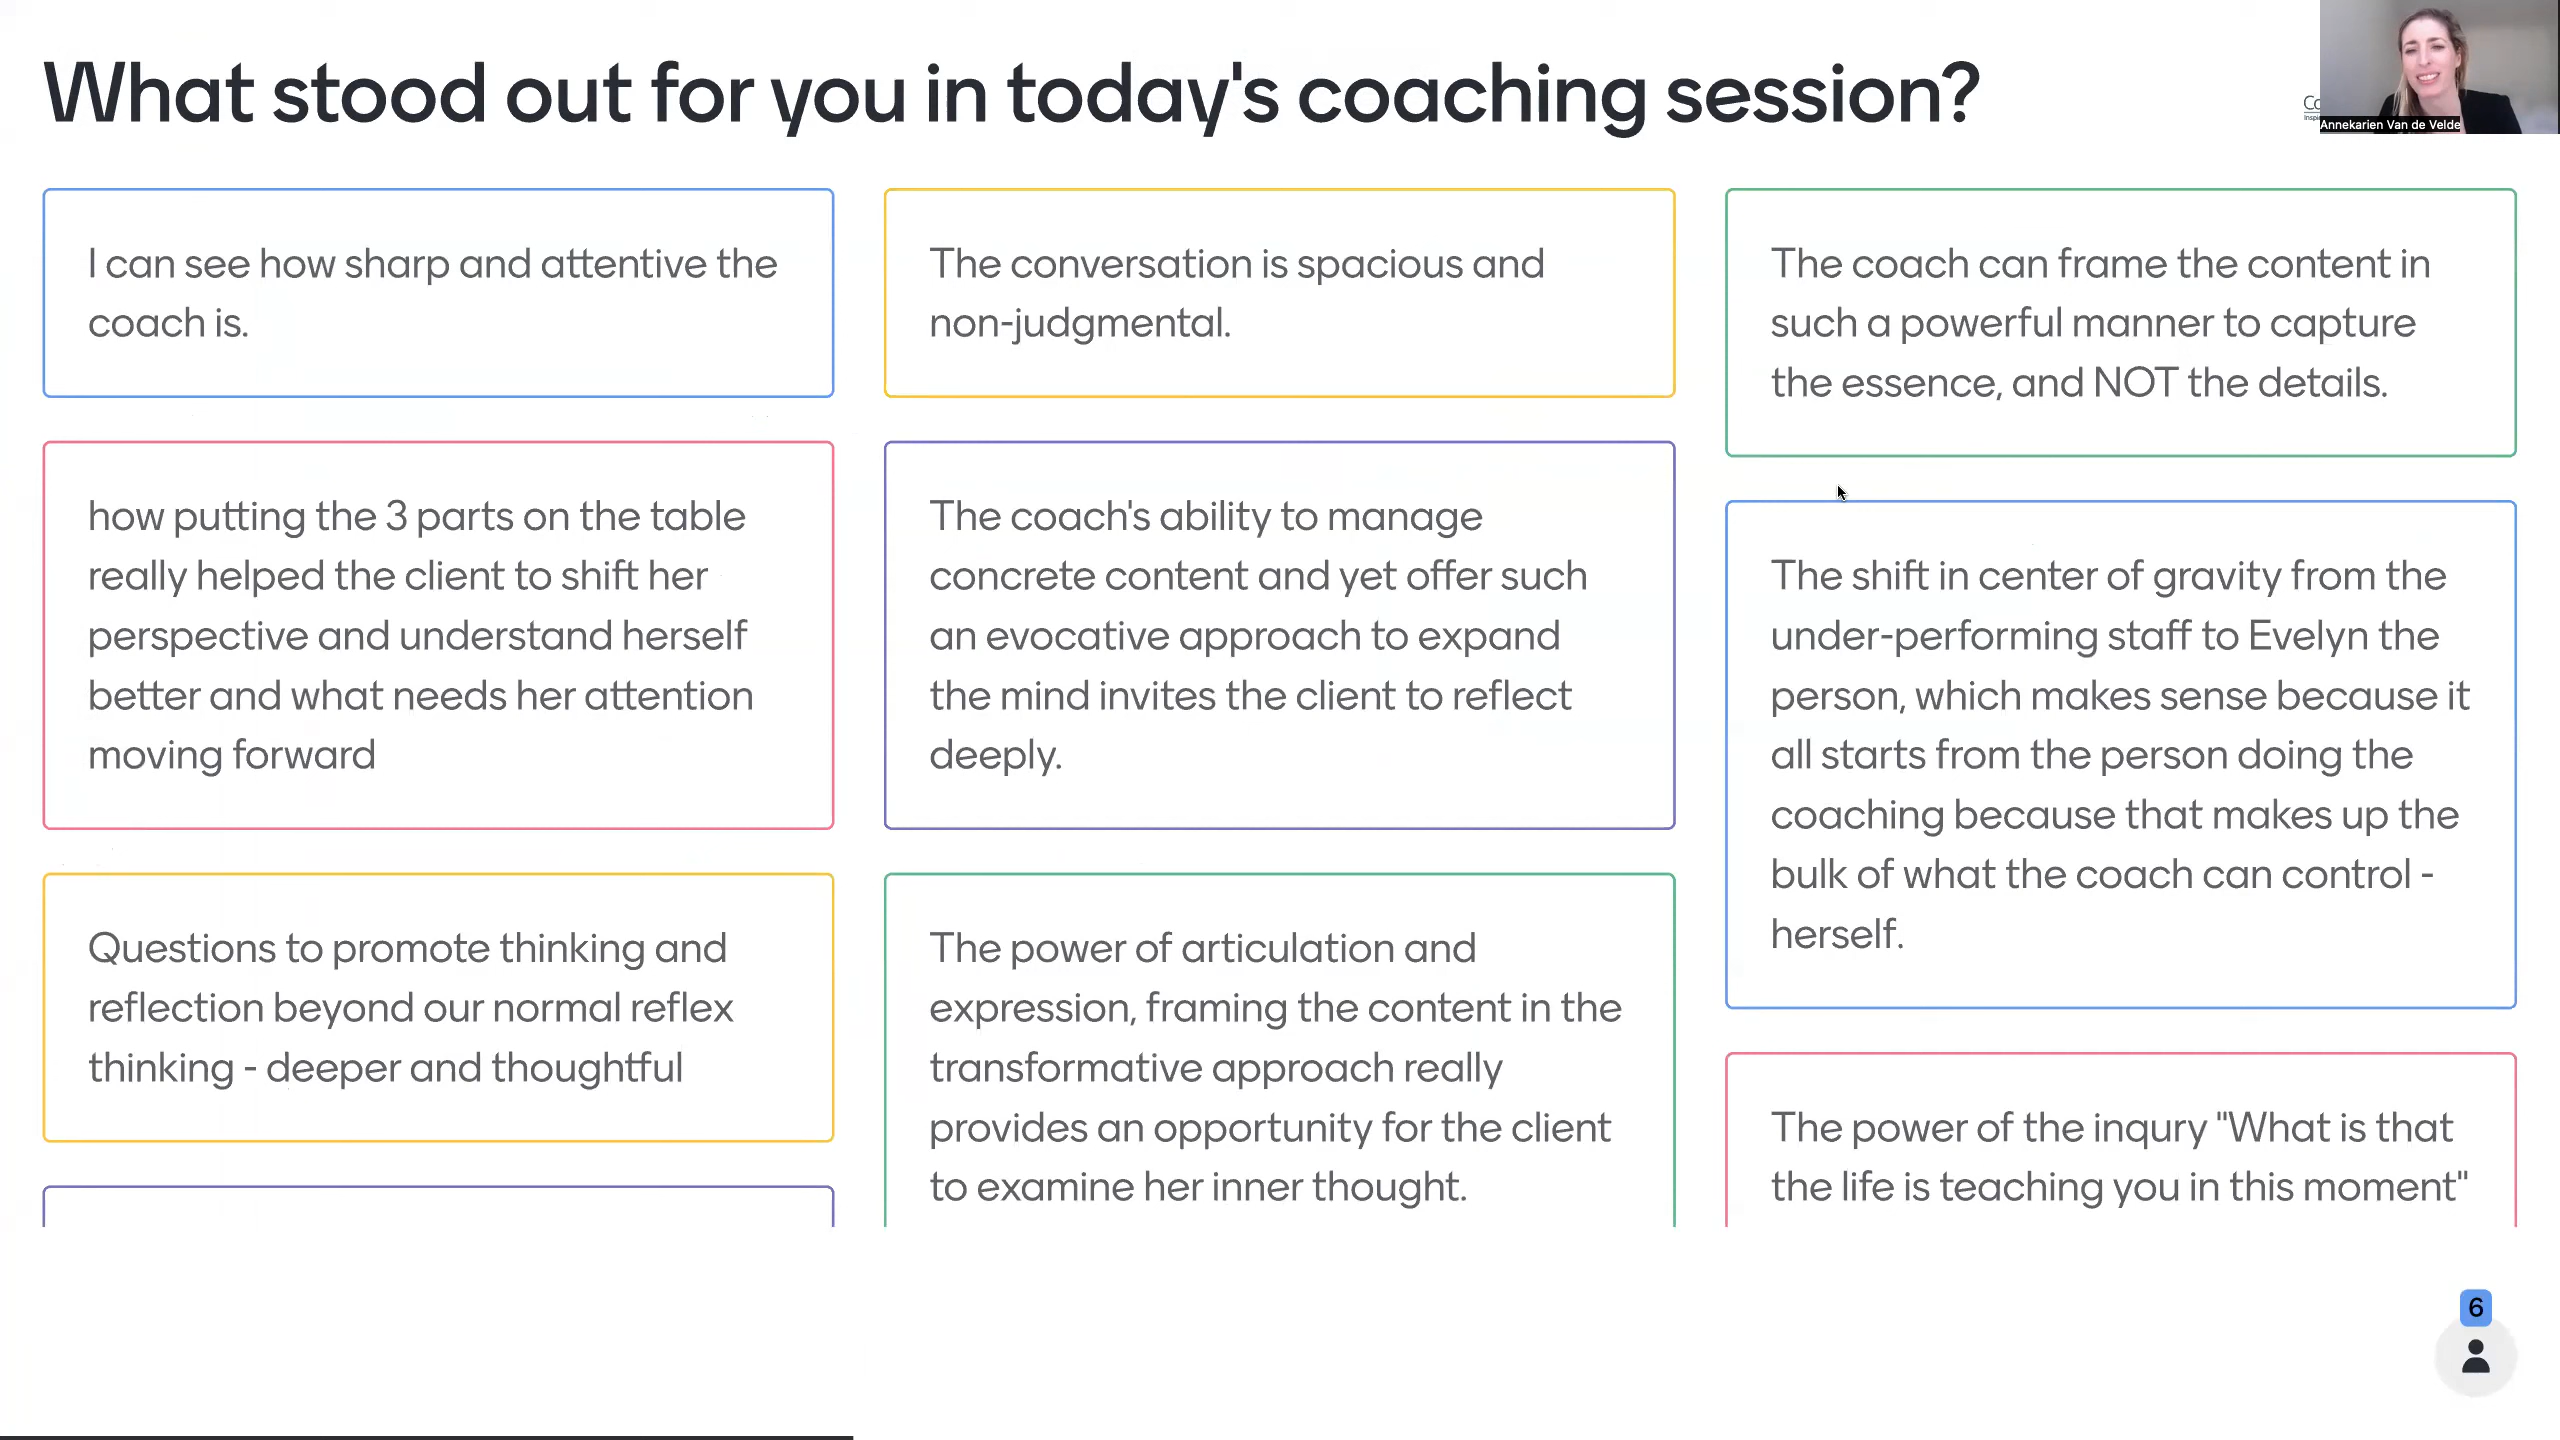 What stood out for you in today's coaching session?
Annekarien Van de Velde
I can see how sharp and attentive the
coach is.
The conversation is spacious and
non-judgmental.
The coach can frame the content in
such a powerful manner to capture
the essence, and NOT the details.
how putting the 3 parts on the table
really helped the client to shift her
perspective and understand herself
better and what needs her attention
moving forward
The coach's ability to manage
concrete content and yet offer such
an evocative approach to expand
the mind invites the client to reflect
deeply.
The shift in center of gravity from the
under-performing staff to Evelyn the
person, which makes sense because it
all starts from the person doing the
coaching because that makes up the
bulk of what the coach can control -
herself.
Questions to promote thinking and
reflection beyond our normal reflex
thinking - deeper and thoughtful
The power of articulation and
expression, framing the content in the
transformative approach really
provides an opportunity for the client
to examine her inner thought.
The power of the inqury "What is that
the life is teaching you in this moment"
6